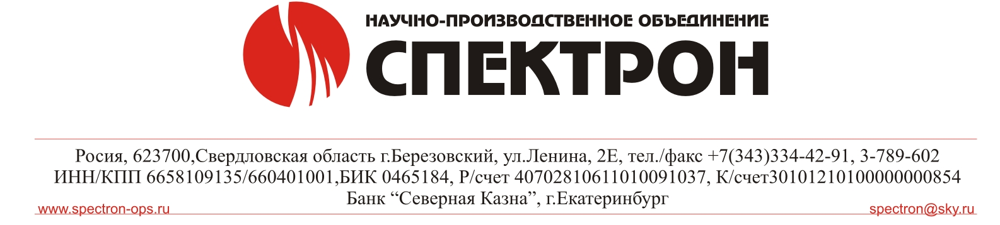 НАУЧНО-ПРОИЗВОДСТВЕННОЕ ОБЪЕДИНЕНИЕ
СПЕКТРОН
Росия, 623700,Свердловская область г.Березовский, ул.Ленина, 2Е, тел./факс +7(343)334-42-91, 3-789-602
ИНН/КПП 6658109135/660401001,БИК 0465184, Р/счет 40702810611010091037, К/счет30101210100000000854
Банк “Северная Казна”, г.Екатеринбург
www.spectron-ops.ru
spectron@sky.ru